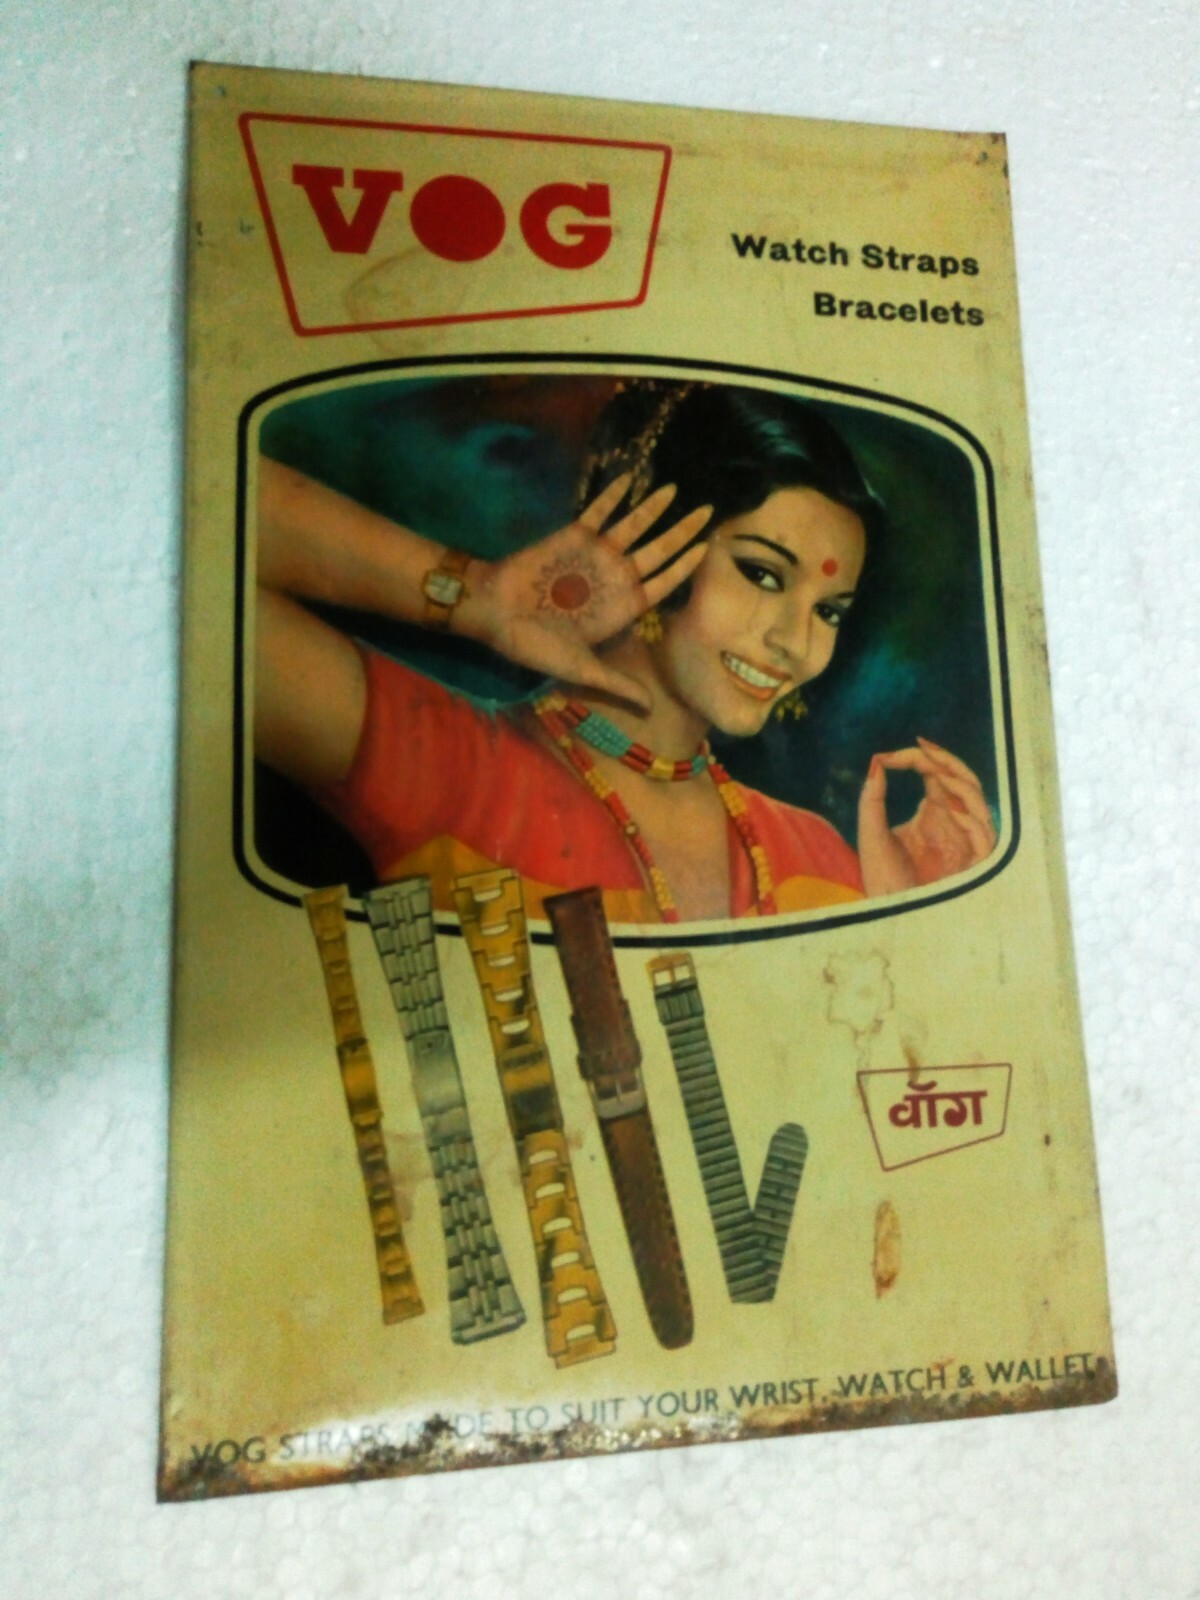 VOG
Watch Straps
Bracelets
वॉग
VOG STRAPS MADE TO SUIT YOUR WRIST, WATCH & WALLET